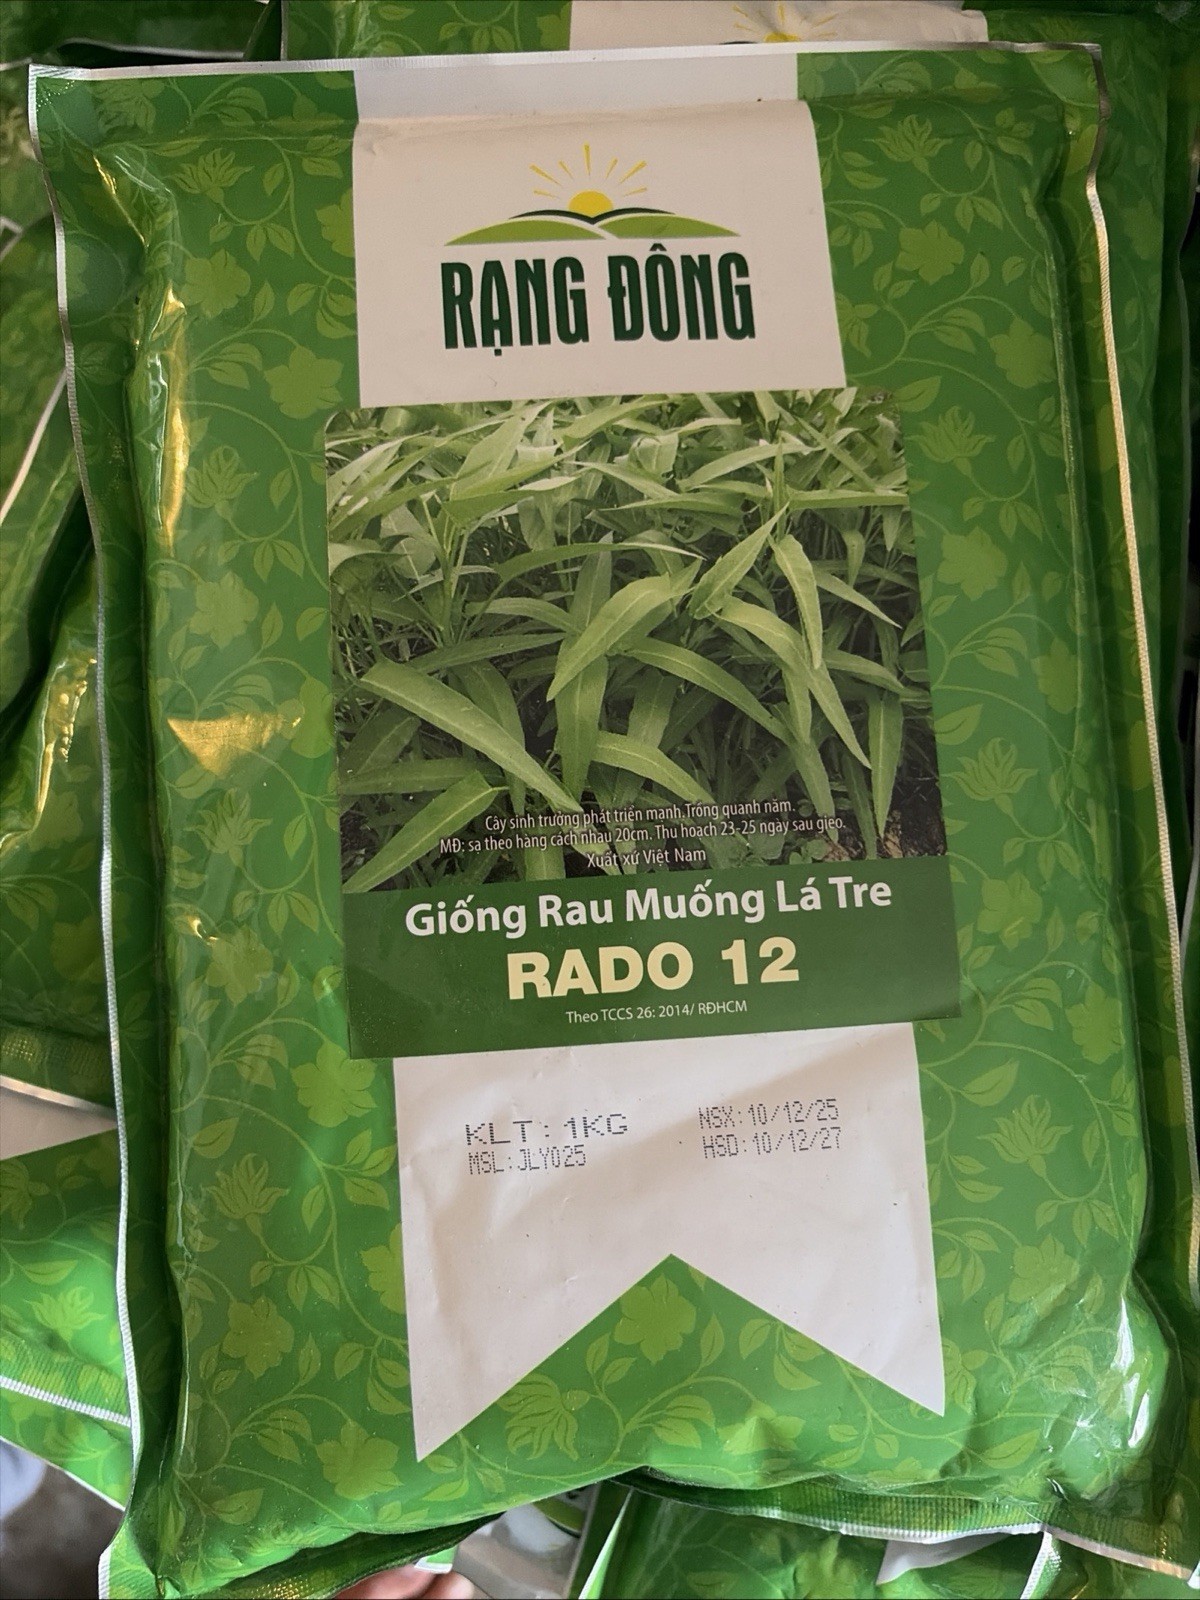 RẠNG ĐÔNG
Cây sinh trưởng phát triển mạnh.Trồng quanh năm.
MĐ: sạ theo hàng cách nhau 20cm. Thu hoạch 23-25 ngày sau gieo.
Xuất xứ Việt Nam
Giống Rau Muống Lá Tre
RADO 12
Theo TCCS 26: 2014/ RĐHCM
KLT: 1KG
MSL:JLY025
NSX:10/12/25
HSD:10/12/27